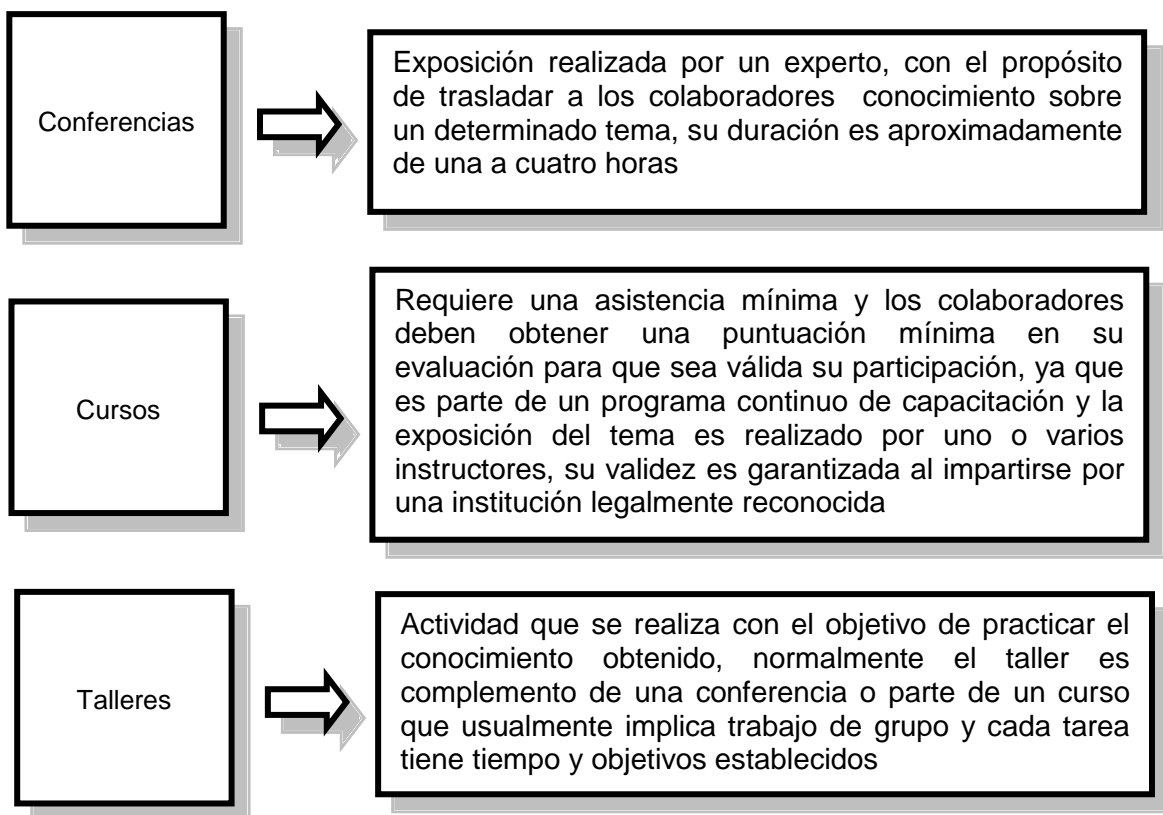 Conferencias
Exposición realizada por un experto, con el propósito
de trasladar a los colaboradores conocimiento sobre
un determinado tema, su duración es aproximadamente
de una a cuatro horas
Cursos
Requiere una asistencia mínima y los colaboradores
deben obtener una puntuación mínima en su
evaluación para que sea válida su participación, ya que
es parte de un programa continuo de capacitación y la
exposición del tema es realizado por uno o varios
instructores, su validez es garantizada al impartirse por
una institución legalmente reconocida
Talleres
Actividad que se realiza con el objetivo de practicar el
conocimiento obtenido, normalmente el taller es
complemento de una conferencia o parte de un curso
que usualmente implica trabajo de grupo y cada tarea
tiene tiempo y objetivos establecidos